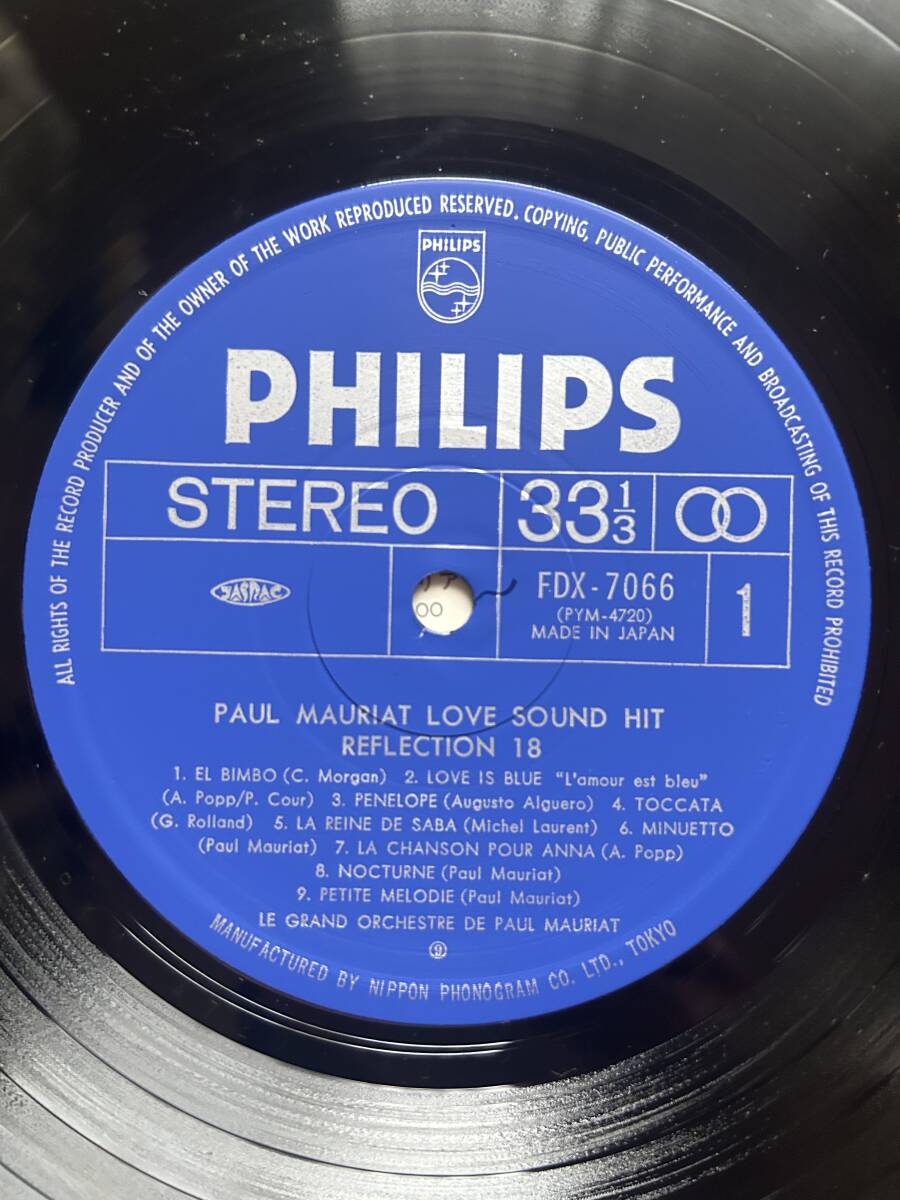 ALL RIGHTS OF THE RECORD PRODUCER AND OF THE OWNER OF THE WORK REPRODUCED RESERVED. COPYING, PUBLIC PERFORMANCE AND BROADCASTING OF THIS RECORD PROHIBITED
PHILIPS
PHILIPS
STEREO 33 1/3
JASRAC FDX-7066 1
(PYM-4720)
MADE IN JAPAN
PAUL MAURIAT LOVE SOUND HIT
REFLECTION 18
1. EL BIMBO (C. Morgan) 2. LOVE IS BLUE "L'amour est bleu"
(A. Popp/P. Cour) 3. PENELOPE (Augusto Alguero) 4. TOCCATA
(G. Rolland) 5. LA REINE DE SABA (Michel Laurent) 6. MINUETTO
(Paul Mauriat) 7. LA CHANSON POUR ANNA (A. Popp)
8. NOCTURNE (Paul Mauriat)
9. PETITE MELODIE (Paul Mauriat)
LE GRAND ORCHESTRE DE PAUL MAURIAT
MANUFACTURED BY NIPPON PHONOGRAM CO. LTD., TOKYO